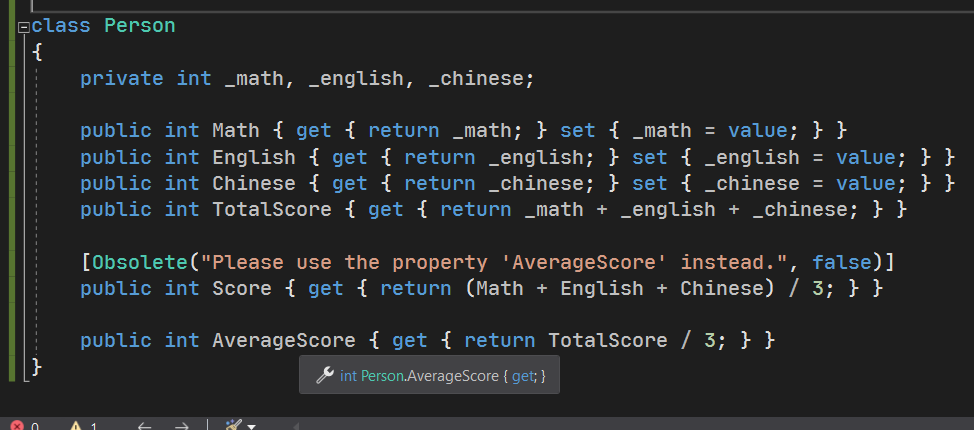 class Person
{
private int _math, _english, _chinese;
public int Math { get { return _math; } set { _math = value; } }
public int English { get { return _english; } set { _english = value; } }
public int Chinese { get { return _chinese; } set { _chinese = value; } }
public int TotalScore { get { return _math + _english + _chinese; } }
[Obsolete("Please use the property 'AverageScore' instead.", false)]
public int Score { get { return (Math + English + Chinese) / 3; } }
public int AverageScore { get { return TotalScore / 3; } }
}
int Person.AverageScore { get; }
0 1